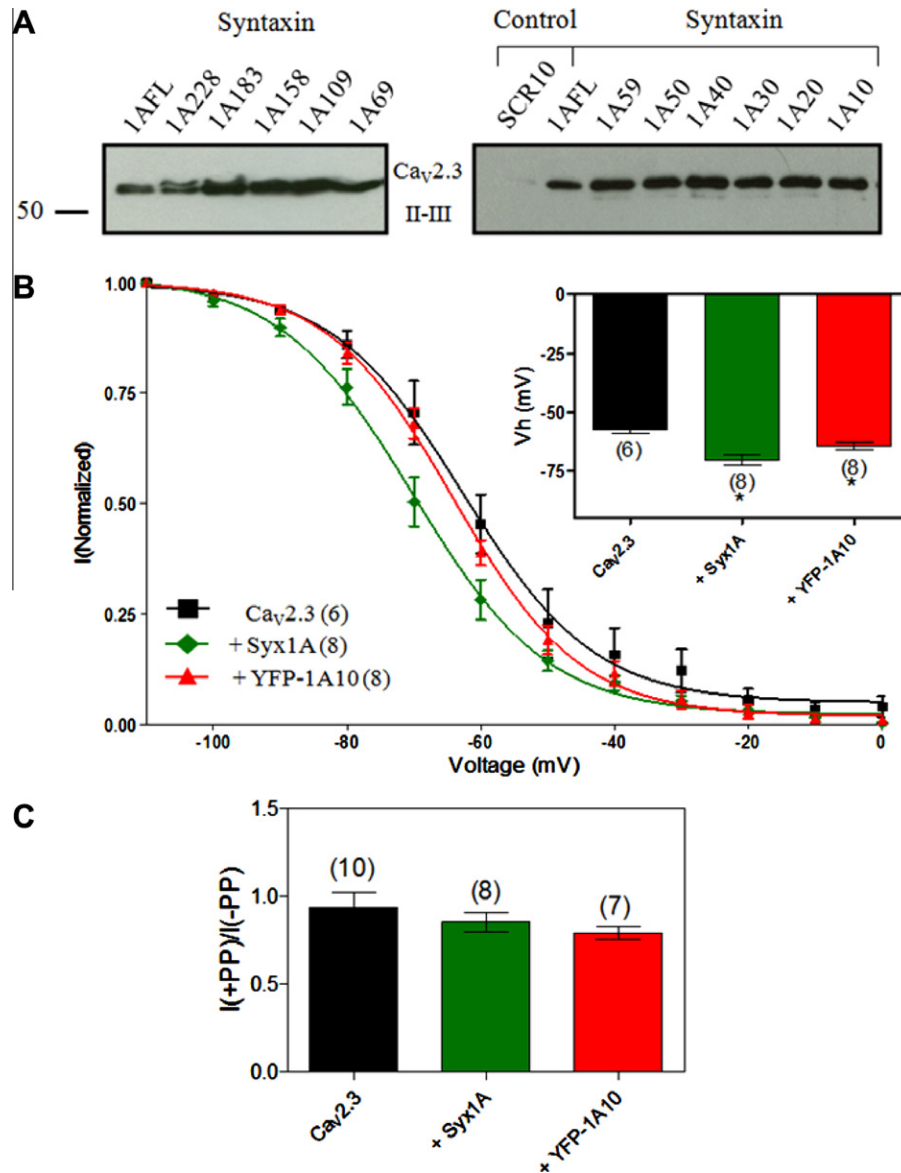 A
Syntaxin
Control
Syntaxin
1AFL
1A228
1A183
1A158
1A109
1A69
SCR10
1AFL
1A59
1A50
1A40
1A30
1A20
1A10
CaV2.3
II-III
50
B
1.00
0.75
0.50
0.25
0.00
I(Normalized)
-100
-80
-60
-40
-20
0
Voltage (mV)
CaV2.3 (6)
+ Syx1A (8)
+ YFP-1A10 (8)
0
-25
-50
-75
Vh (mV)
(6)
(8)
*
(8)
*
CaV2.3
+ Syx1A
+ YFP-1A10
C
1.5
1.0
0.5
0.0
I(+PP)/I(-PP)
(10)
(8)
(7)
CaV2.3
+ Syx1A
+ YFP-1A10